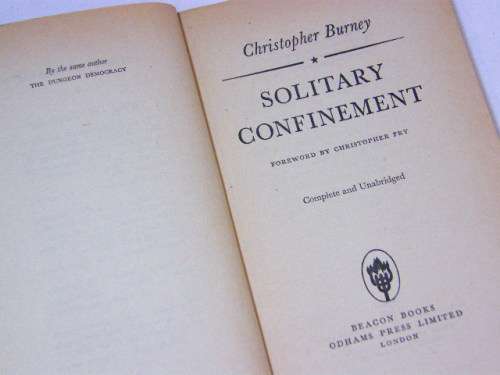 By the same author
THE DUNGEON DEMOCRACY
Christopher Burney
SOLITARY
CONFINEMENT
FOREWORD BY CHRISTOPHER FRY
Complete and Unabridged
BEACON BOOKS
ODHAMS PRESS LIMITED
LONDON